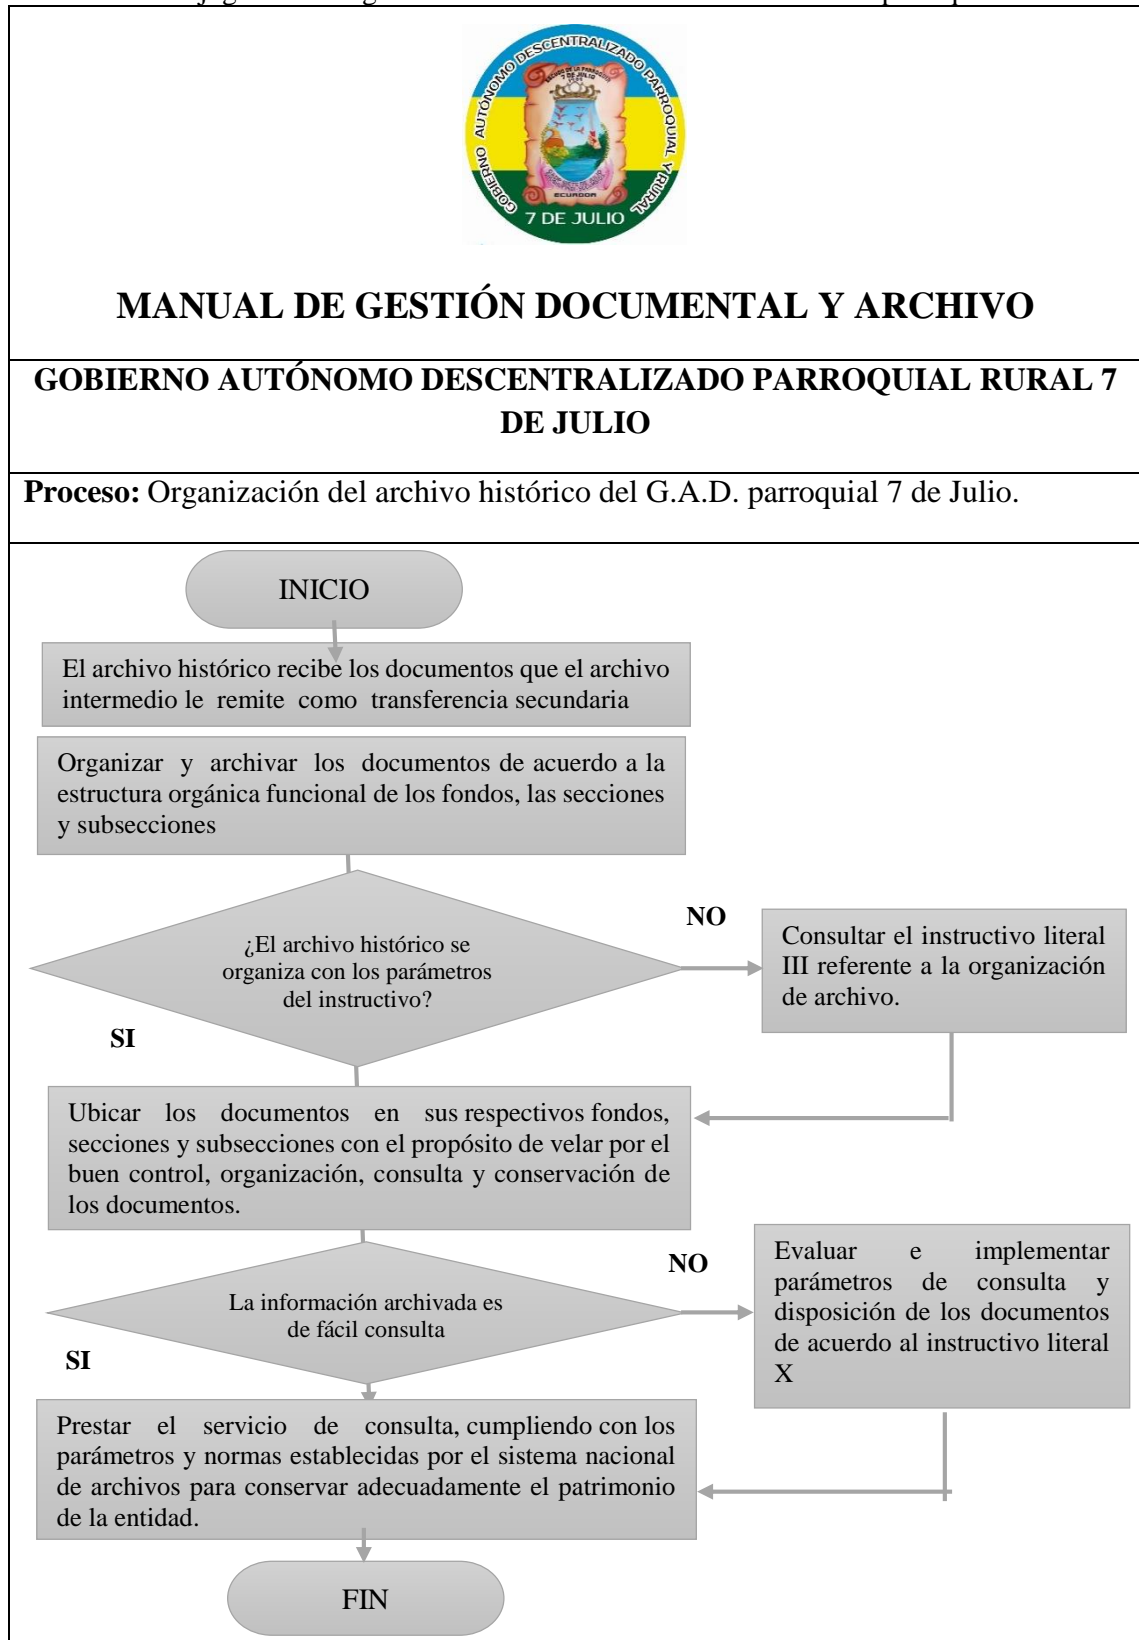 GOBIERNO AUTÓNOMO DESCENTRALIZADO PARROQUIAL Y RURAL
ECUADOR
7 DE JULIO
MANUAL DE GESTIÓN DOCUMENTAL Y ARCHIVO
GOBIERNO AUTÓNOMO DESCENTRALIZADO PARROQUIAL RURAL 7
DE JULIO
Proceso: Organización del archivo histórico del G.A.D. parroquial 7 de Julio.
INICIO
El archivo histórico recibe los documentos que el archivo
intermedio le remite como transferencia secundaria
Organizar y archivar los documentos de acuerdo a la
estructura orgánica funcional de los fondos, las secciones
y subsecciones
¿El archivo histórico se
organiza con los parámetros
del instructivo?
NO
Consultar el instructivo literal
III referente a la organización
de archivo.
SI
Ubicar los documentos en sus respectivos fondos,
secciones y subsecciones con el propósito de velar por el
buen control, organización, consulta y conservación de
los documentos.
La información archivada es
de fácil consulta
NO
Evaluar e implementar
parámetros de consulta y
disposición de los documentos
de acuerdo al instructivo literal
X
SI
Prestar el servicio de consulta, cumpliendo con los
parámetros y normas establecidas por el sistema nacional
de archivos para conservar adecuadamente el patrimonio
de la entidad.
FIN